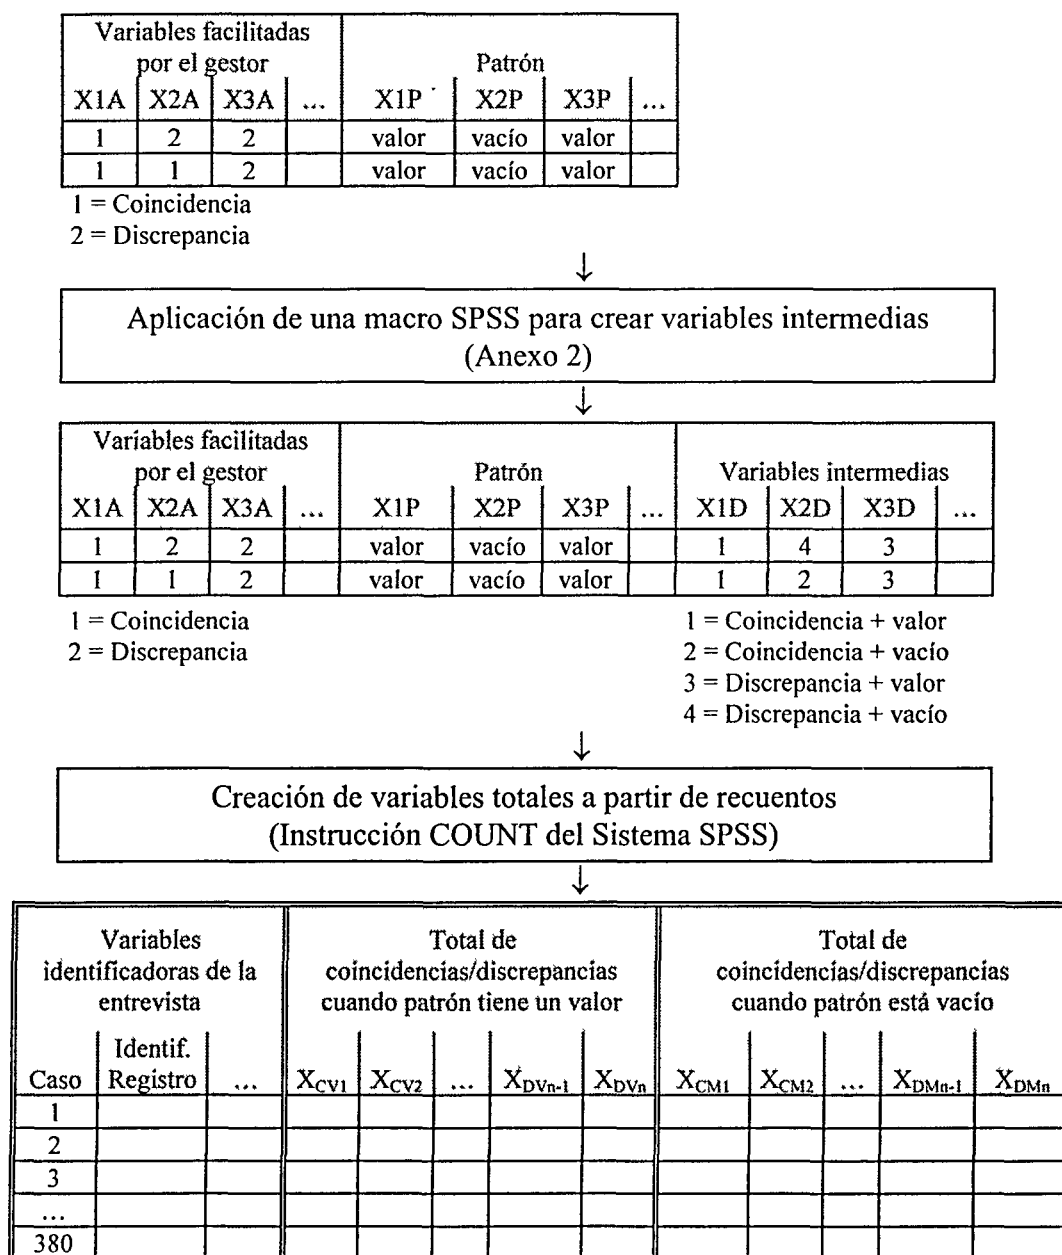 Variables facilitadas
por el gestor
Patrón
X1A X2A X3A ... X1P X2P X3P ...
1 2 2 valor vacío valor
1 1 2 valor vacío valor
1 = Coincidencia
2 = Discrepancia
↓
Aplicación de una macro SPSS para crear variables intermedias
(Anexo 2)
↓
Variables facilitadas
por el gestor
Patrón
Variables intermedias
X1A X2A X3A ... X1P X2P X3P ... X1D X2D X3D ...
1 2 2 valor vacío valor 1 4 3
1 1 2 valor vacío valor 1 2 3
1 = Coincidencia
2 = Discrepancia
1 = Coincidencia + valor
2 = Coincidencia + vacío
3 = Discrepancia + valor
4 = Discrepancia + vacío
↓
Creación de variables totales a partir de recuentos
(Instrucción COUNT del Sistema SPSS)
↓
Variables
identificadoras de la
entrevista
Total de
coincidencias/discrepancias
cuando patrón tiene un valor
Total de
coincidencias/discrepancias
cuando patrón está vacío
Identif.
Caso Registro ... XCV1 XCV2 ... XDVn-1 XDVn XCM1 XCM2 ... XDMn-1 XDMn
1
2
3
...
380